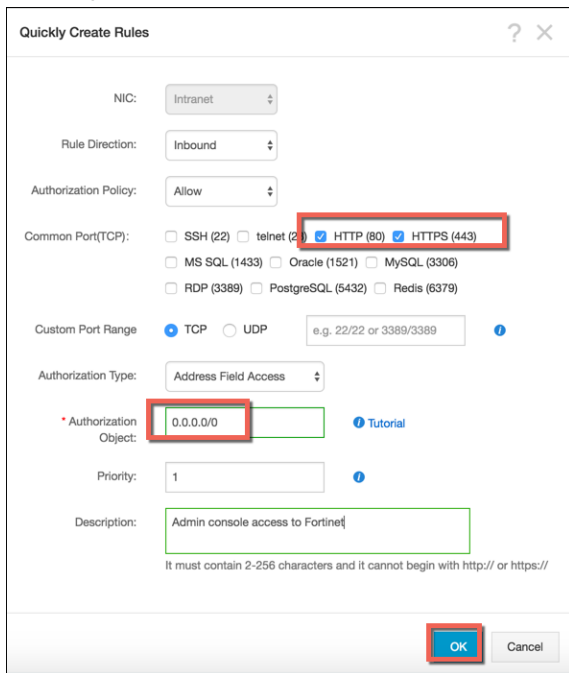 Quickly Create Rules ? ×
NIC: Intranet
Rule Direction: Inbound
Authorization Policy: Allow
Common Port(TCP): SSH (22) telnet (2 HTTP (80) HTTPS (443)
MS SQL (1433) Oracle (1521) MySQL (3306)
RDP (3389) PostgreSQL (5432) Redis (6379)
Custom Port Range TCP UDP e.g. 22/22 or 3389/3389 i
Authorization Type: Address Field Access
* Authorization Object: 0.0.0.0/0 i Tutorial
Priority: 1 i
Description: Admin console access to Fortinet
It must contain 2-256 characters and it cannot begin with http:// or https://
OK Cancel